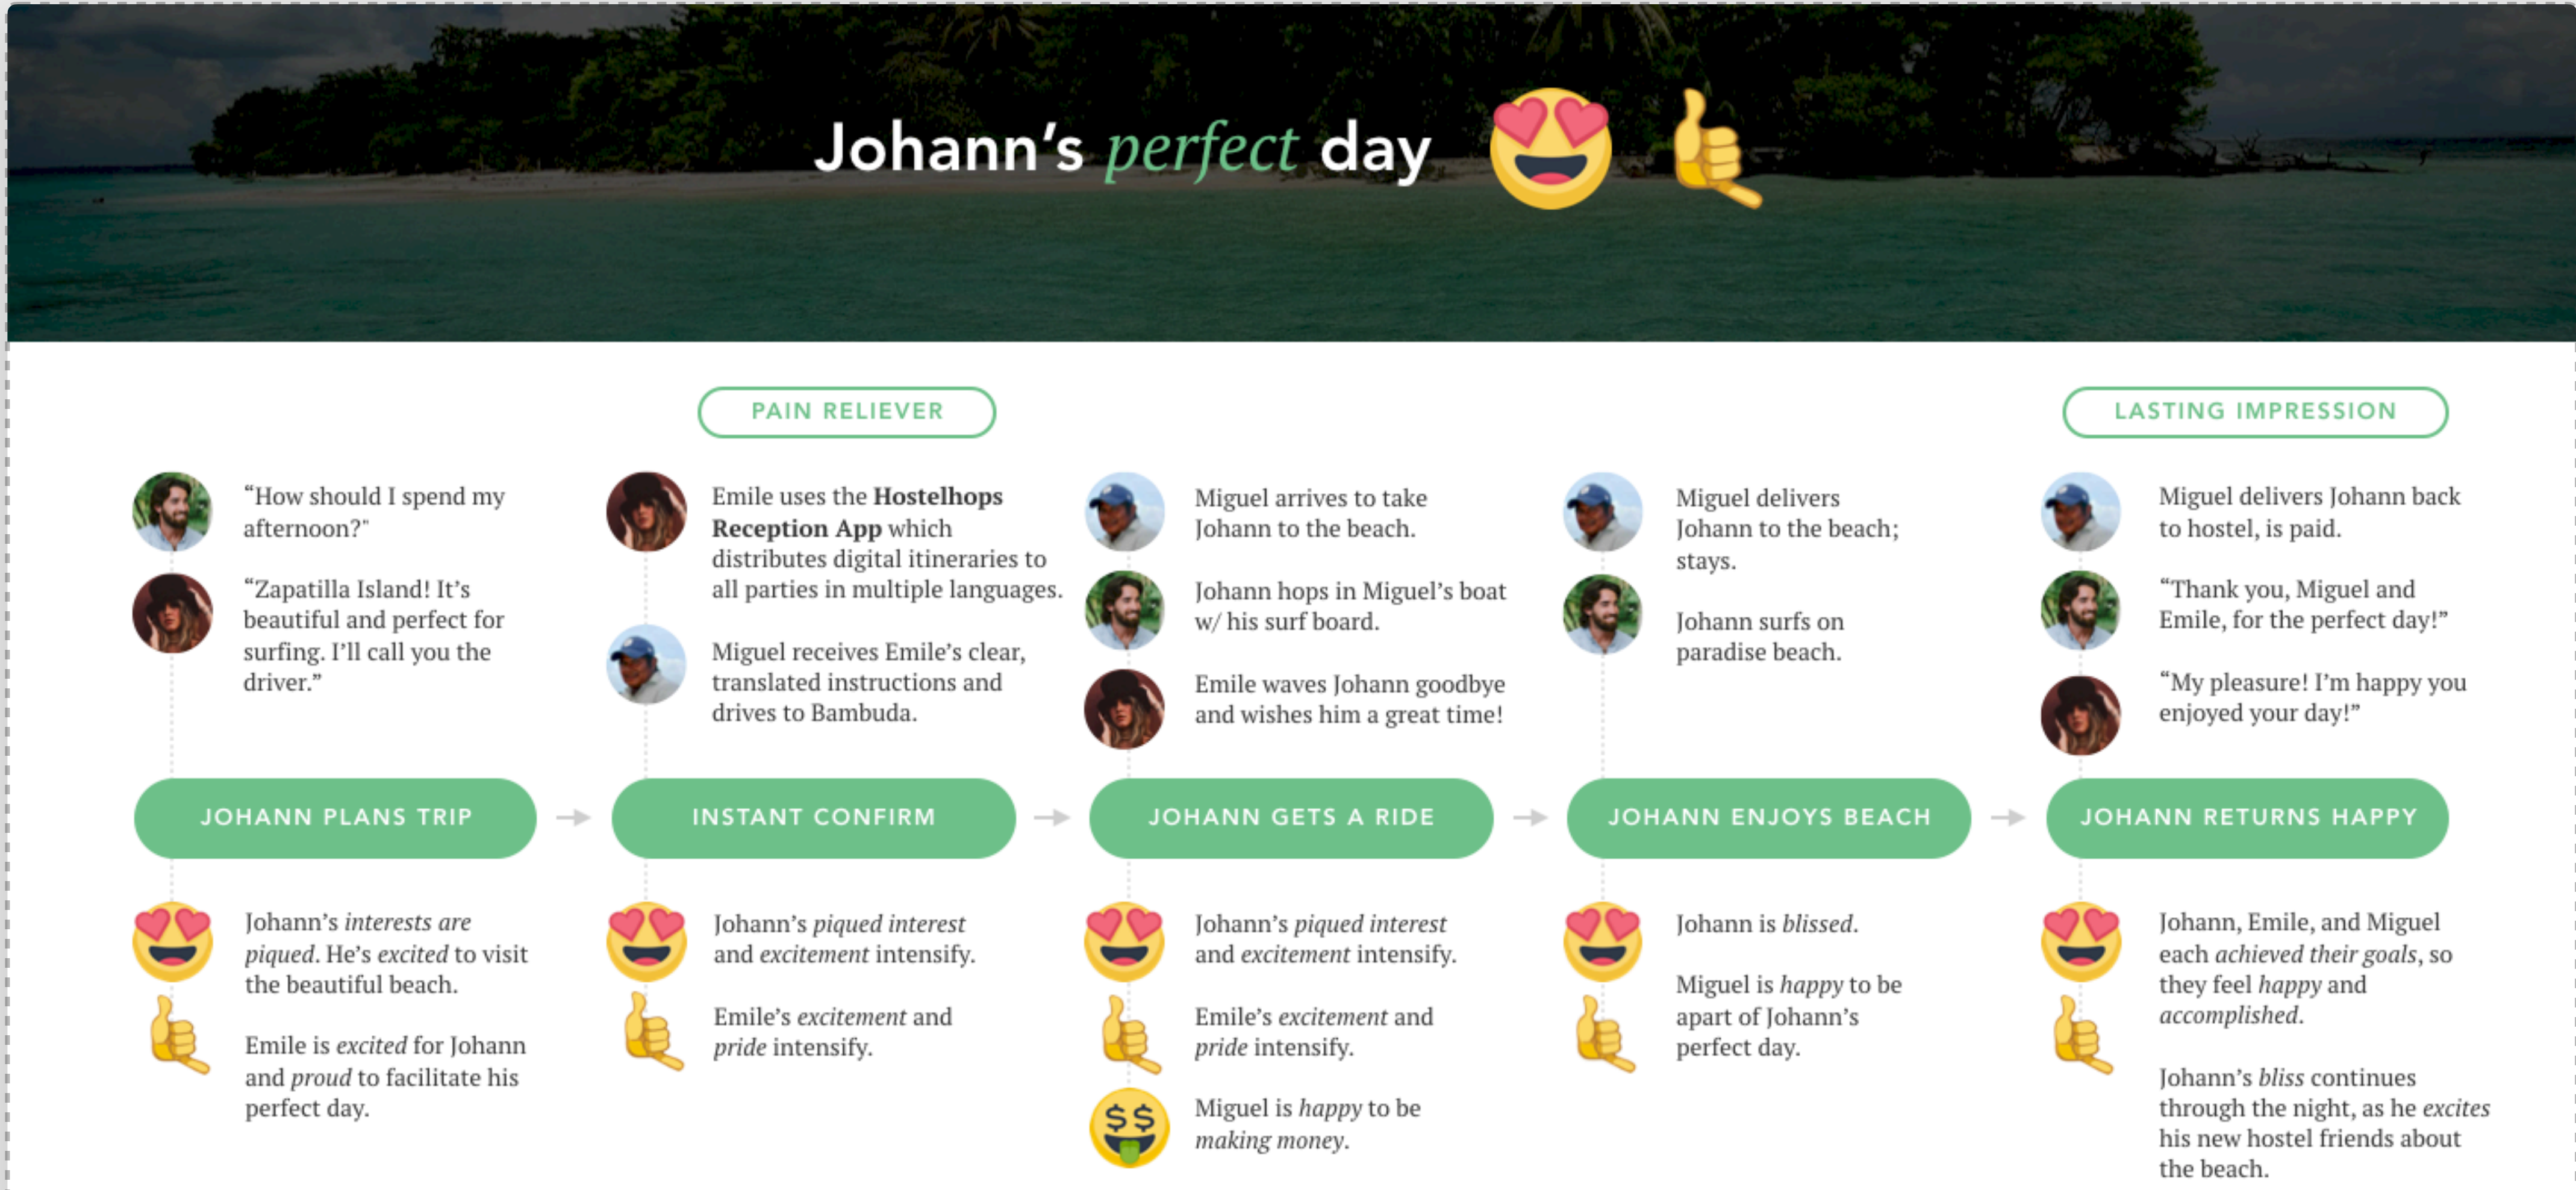 Johann’s perfect day
PAIN RELIEVER
LASTING IMPRESSION
“How should I spend my
afternoon?"
“Zapatilla Island! It’s
beautiful and perfect for
surfing. I’ll call you the
driver.”
Emile uses the Hostelhops
Reception App which
distributes digital itineraries to
all parties in multiple languages.
Miguel receives Emile’s clear,
translated instructions and
drives to Bambuda.
Miguel arrives to take
Johann to the beach.
Johann hops in Miguel’s boat
w/ his surf board.
Emile waves Johann goodbye
and wishes him a great time!
Miguel delivers
Johann to the beach;
stays.
Johann surfs on
paradise beach.
Miguel delivers Johann back
to hostel, is paid.
“Thank you, Miguel and
Emile, for the perfect day!”
“My pleasure! I’m happy you
enjoyed your day!”
JOHANN PLANS TRIP
INSTANT CONFIRM
JOHANN GETS A RIDE
JOHANN ENJOYS BEACH
JOHANN RETURNS HAPPY
Johann’s interests are
piqued. He’s excited to visit
the beautiful beach.
Emile is excited for Johann
and proud to facilitate his
perfect day.
Johann’s piqued interest
and excitement intensify.
Emile’s excitement and
pride intensify.
Johann’s piqued interest
and excitement intensify.
Emile’s excitement and
pride intensify.
Miguel is happy to be
making money.
Johann is blissed.
Miguel is happy to be
apart of Johann’s
perfect day.
Johann, Emile, and Miguel
each achieved their goals, so
they feel happy and
accomplished.
Johann’s bliss continues
through the night, as he excites
his new hostel friends about
the beach.